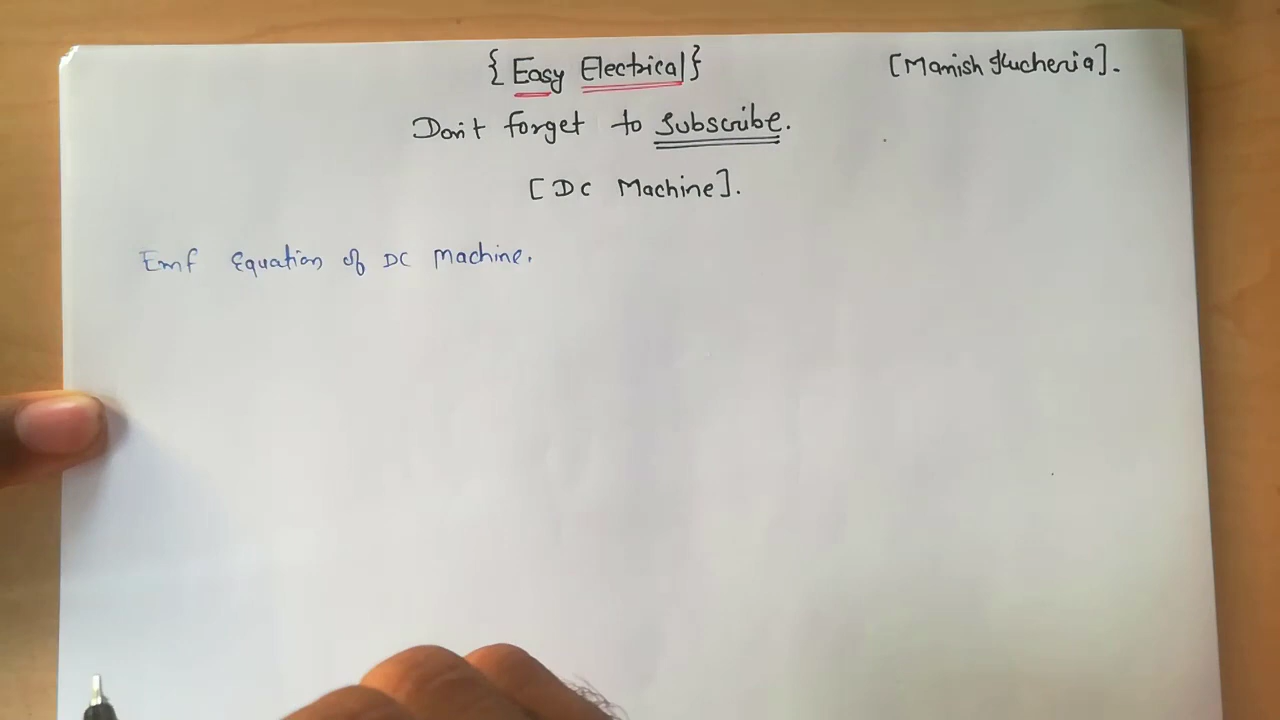 {Easy Electrical}
[Manish Kucheria].
Don't forget to Subscribe.
[DC Machine].
Emf Equation of DC Machine.